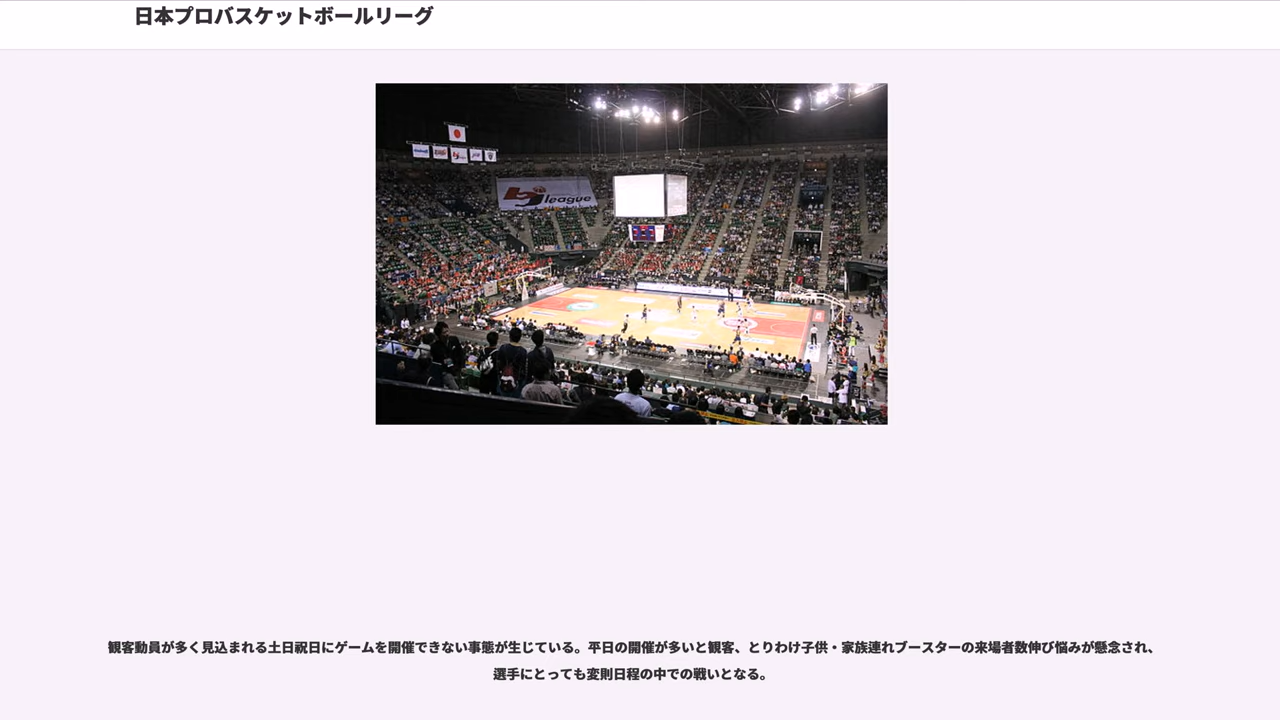 日本プロバスケットボールリーグ
bj league
観客動員が多く見込まれる土日祝日にゲームを開催できない事態が生じている。平日の開催が多いと観客、とりわけ子供・家族連れブースターの来場者数伸び悩みが懸念され、
選手にとっても変則日程の中での戦いとなる。